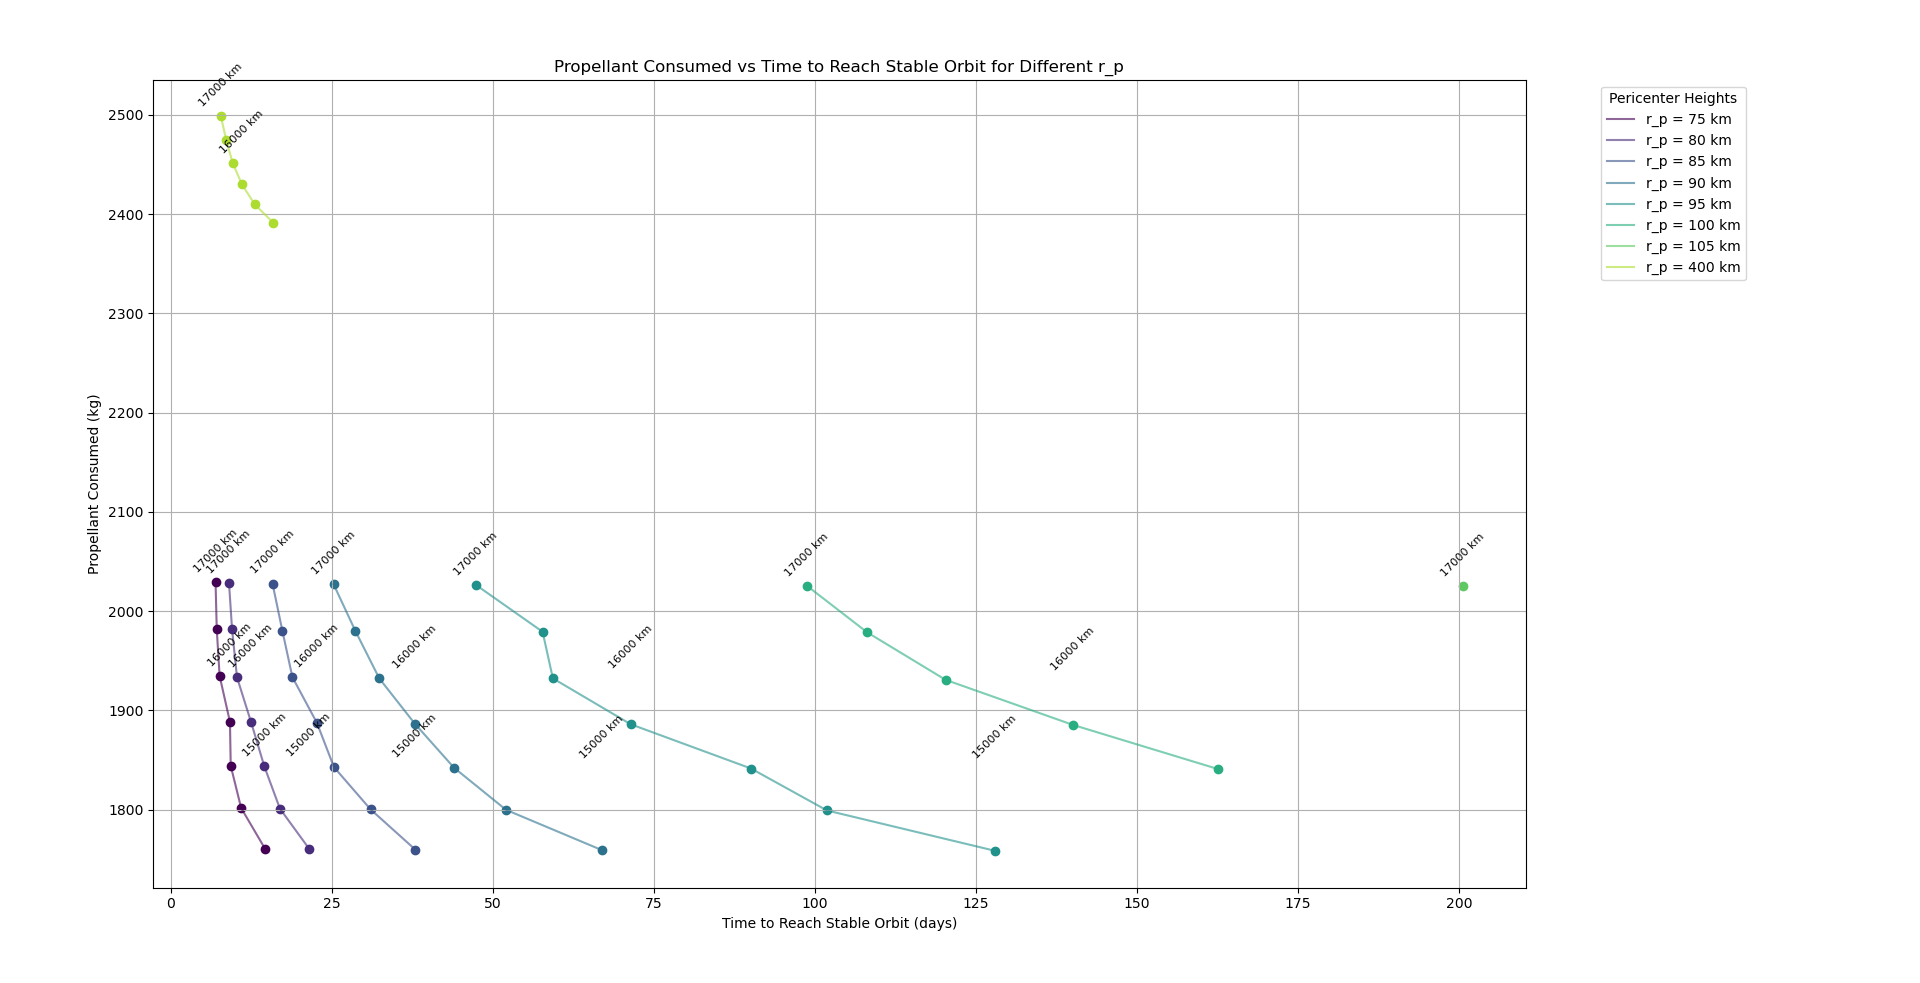 Propellant Consumed vs Time to Reach Stable Orbit for Different r_p
Pericenter Heights
r_p = 75 km
r_p = 80 km
r_p = 85 km
r_p = 90 km
r_p = 95 km
r_p = 100 km
r_p = 105 km
r_p = 400 km
Propellant Consumed (kg)
2500
2400
2300
2200
2100
2000
1900
1800
17000 km
16000 km
17000 km
17000 km
17000 km
17000 km
17000 km
17000 km
17000 km
16000 km
16000 km
16000 km
16000 km
16000 km
16000 km
15000 km
15000 km
15000 km
15000 km
15000 km
0
25
50
75
100
125
150
175
200
Time to Reach Stable Orbit (days)